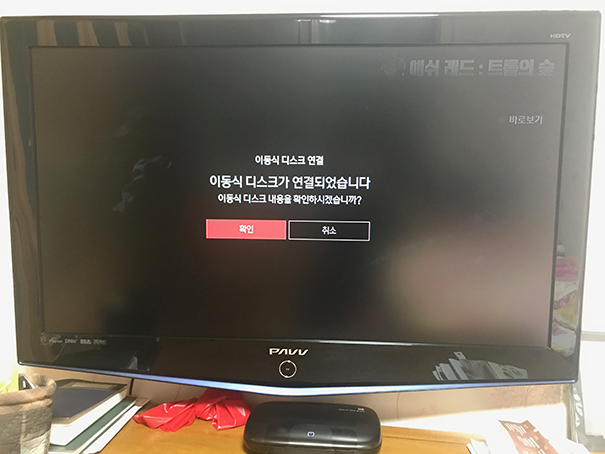 HDTV
애쉬 레드 : 트롤의 숲
바로보기
이동식 디스크 연결
이동식 디스크가 연결되었습니다
이동식 디스크 내용을 확인하시겠습니까?
확인
취소
PAVV